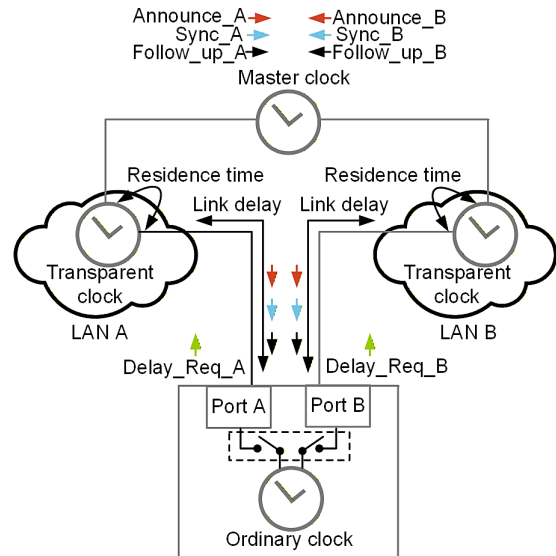 Announce_A Announce_B
Sync_A Sync_B
Follow_up_A Follow_up_B
Master clock
Residence time Residence time
Link delay Link delay
Transparent clock Transparent clock
LAN A LAN B
Delay_Req_A Delay_Req_B
Port A Port B
Ordinary clock